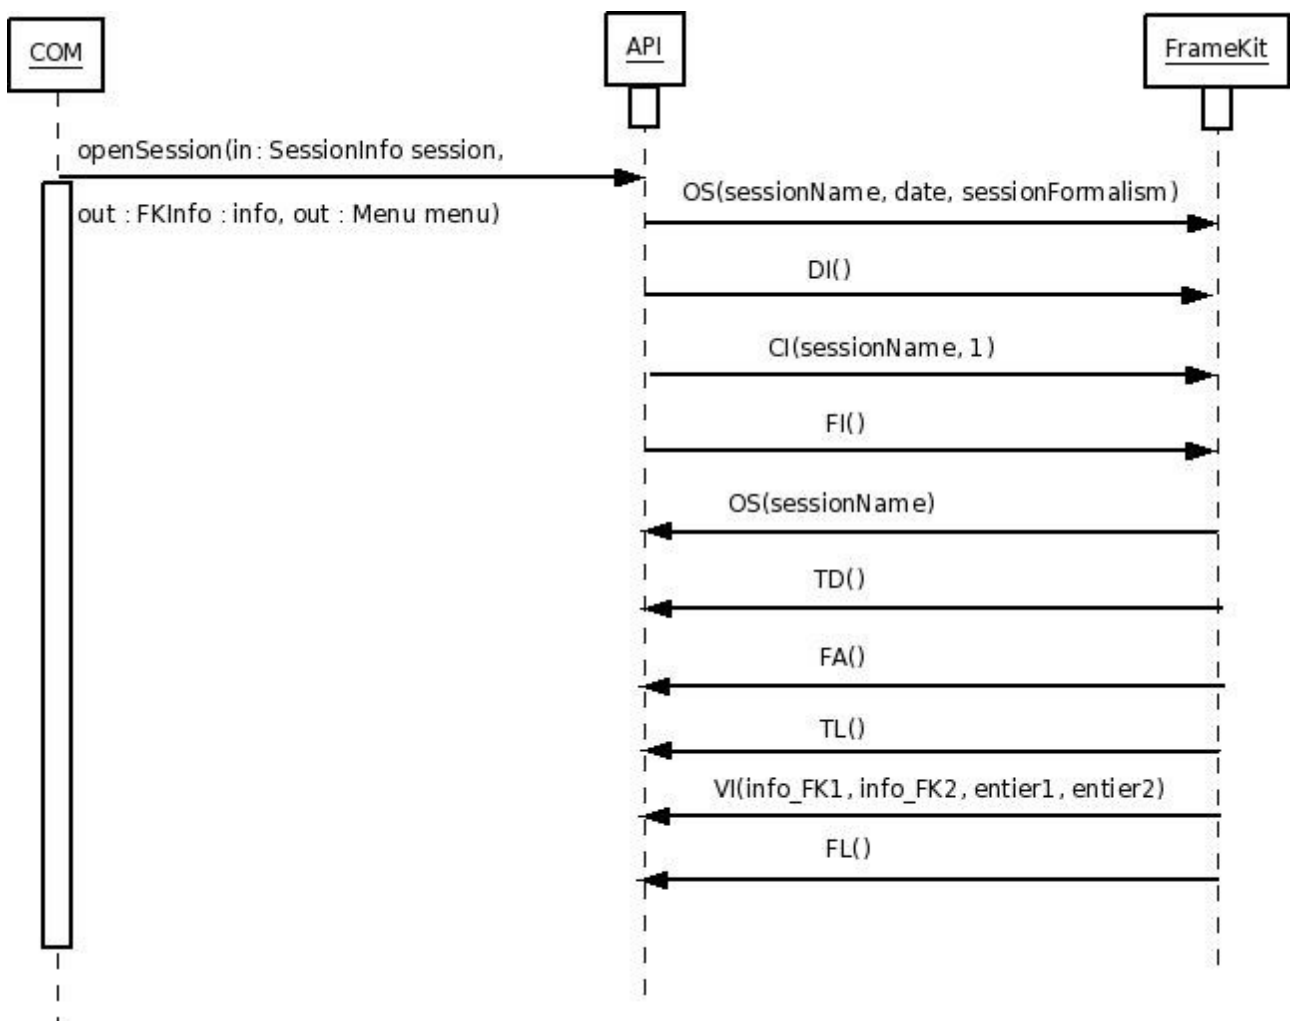 COM
API
FrameKit
openSession(in : SessionInfo session,
out : FKInfo : info, out : Menu menu)
OS(sessionName, date, sessionFormalism)
DI()
CI(sessionName, 1)
FI()
OS(sessionName)
TD()
FA()
TL()
VI(info_FK1, info_FK2, entier1, entier2)
FL()